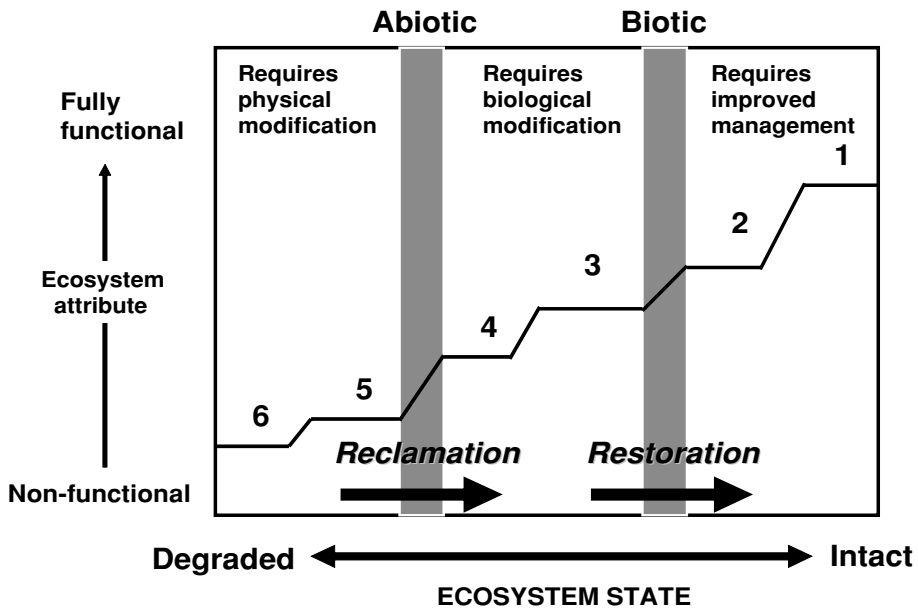 Abiotic
Biotic
Requires
physical
modification
Requires
biological
modification
Requires
improved
management
Fully
functional
Ecosystem
attribute
Non-functional
1
2
3
4
5
6
Reclamation
Restoration
Degraded
Intact
ECOSYSTEM STATE